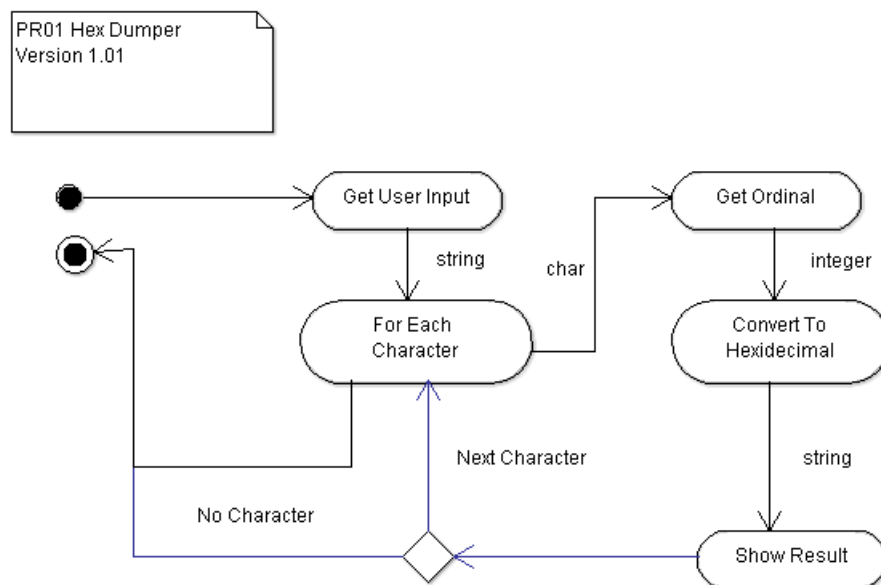 PR01 Hex Dumper
Version 1.01
Get User Input
Get Ordinal
string
char
integer
For Each
Character
Convert To
Hexidecimal
Next Character
string
No Character
Show Result